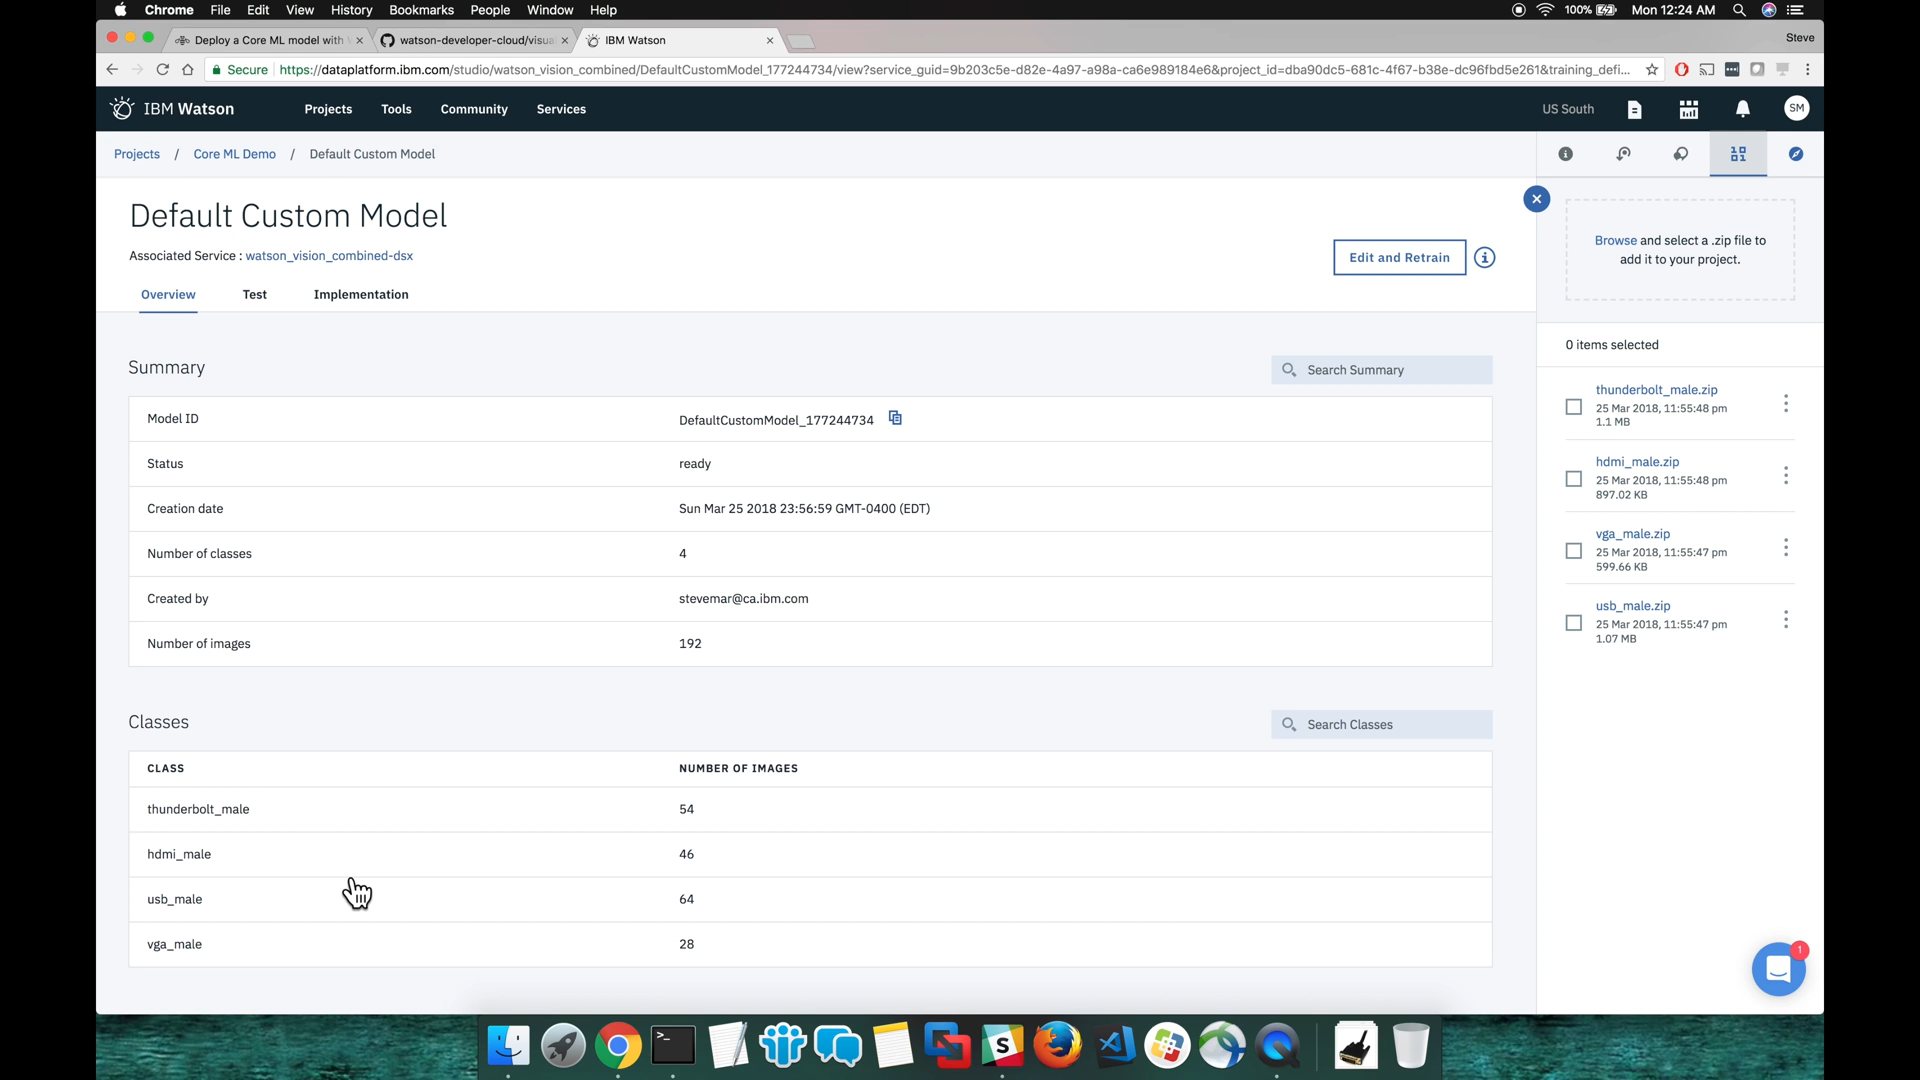 Chrome File Edit View History Bookmarks People Window Help
100% Mon 12:24 AM
Deploy a Core ML model with
watson-developer-cloud/visua
IBM Watson
Steve
Secure https://dataplatform.ibm.com/studio/watson_vision_combined/DefaultCustomModel_177244734/view?service_guid=9b203c5e-d82e-4a97-a98a-ca6e989184e6&project_id=dba90dc5-681c-4f67-b38e-dc96fbd5e261&training_defi...
IBM Watson Projects Tools Community Services US South SM
Projects / Core ML Demo / Default Custom Model
Default Custom Model
Associated Service : watson_vision_combined-dsx
Edit and Retrain
Overview Test Implementation
Summary
Search Summary
Model ID DefaultCustomModel_177244734
Status ready
Creation date Sun Mar 25 2018 23:56:59 GMT-0400 (EDT)
Number of classes 4
Created by stevemar@ca.ibm.com
Number of images 192
Classes
Search Classes
CLASS NUMBER OF IMAGES
thunderbolt_male 54
hdmi_male 46
usb_male 64
vga_male 28
Browse and select a .zip file to
add it to your project.
0 items selected
thunderbolt_male.zip
25 Mar 2018, 11:55:48 pm
1.1 MB
hdmi_male.zip
25 Mar 2018, 11:55:48 pm
897.02 KB
vga_male.zip
25 Mar 2018, 11:55:47 pm
599.66 KB
usb_male.zip
25 Mar 2018, 11:55:47 pm
1.07 MB
1
S